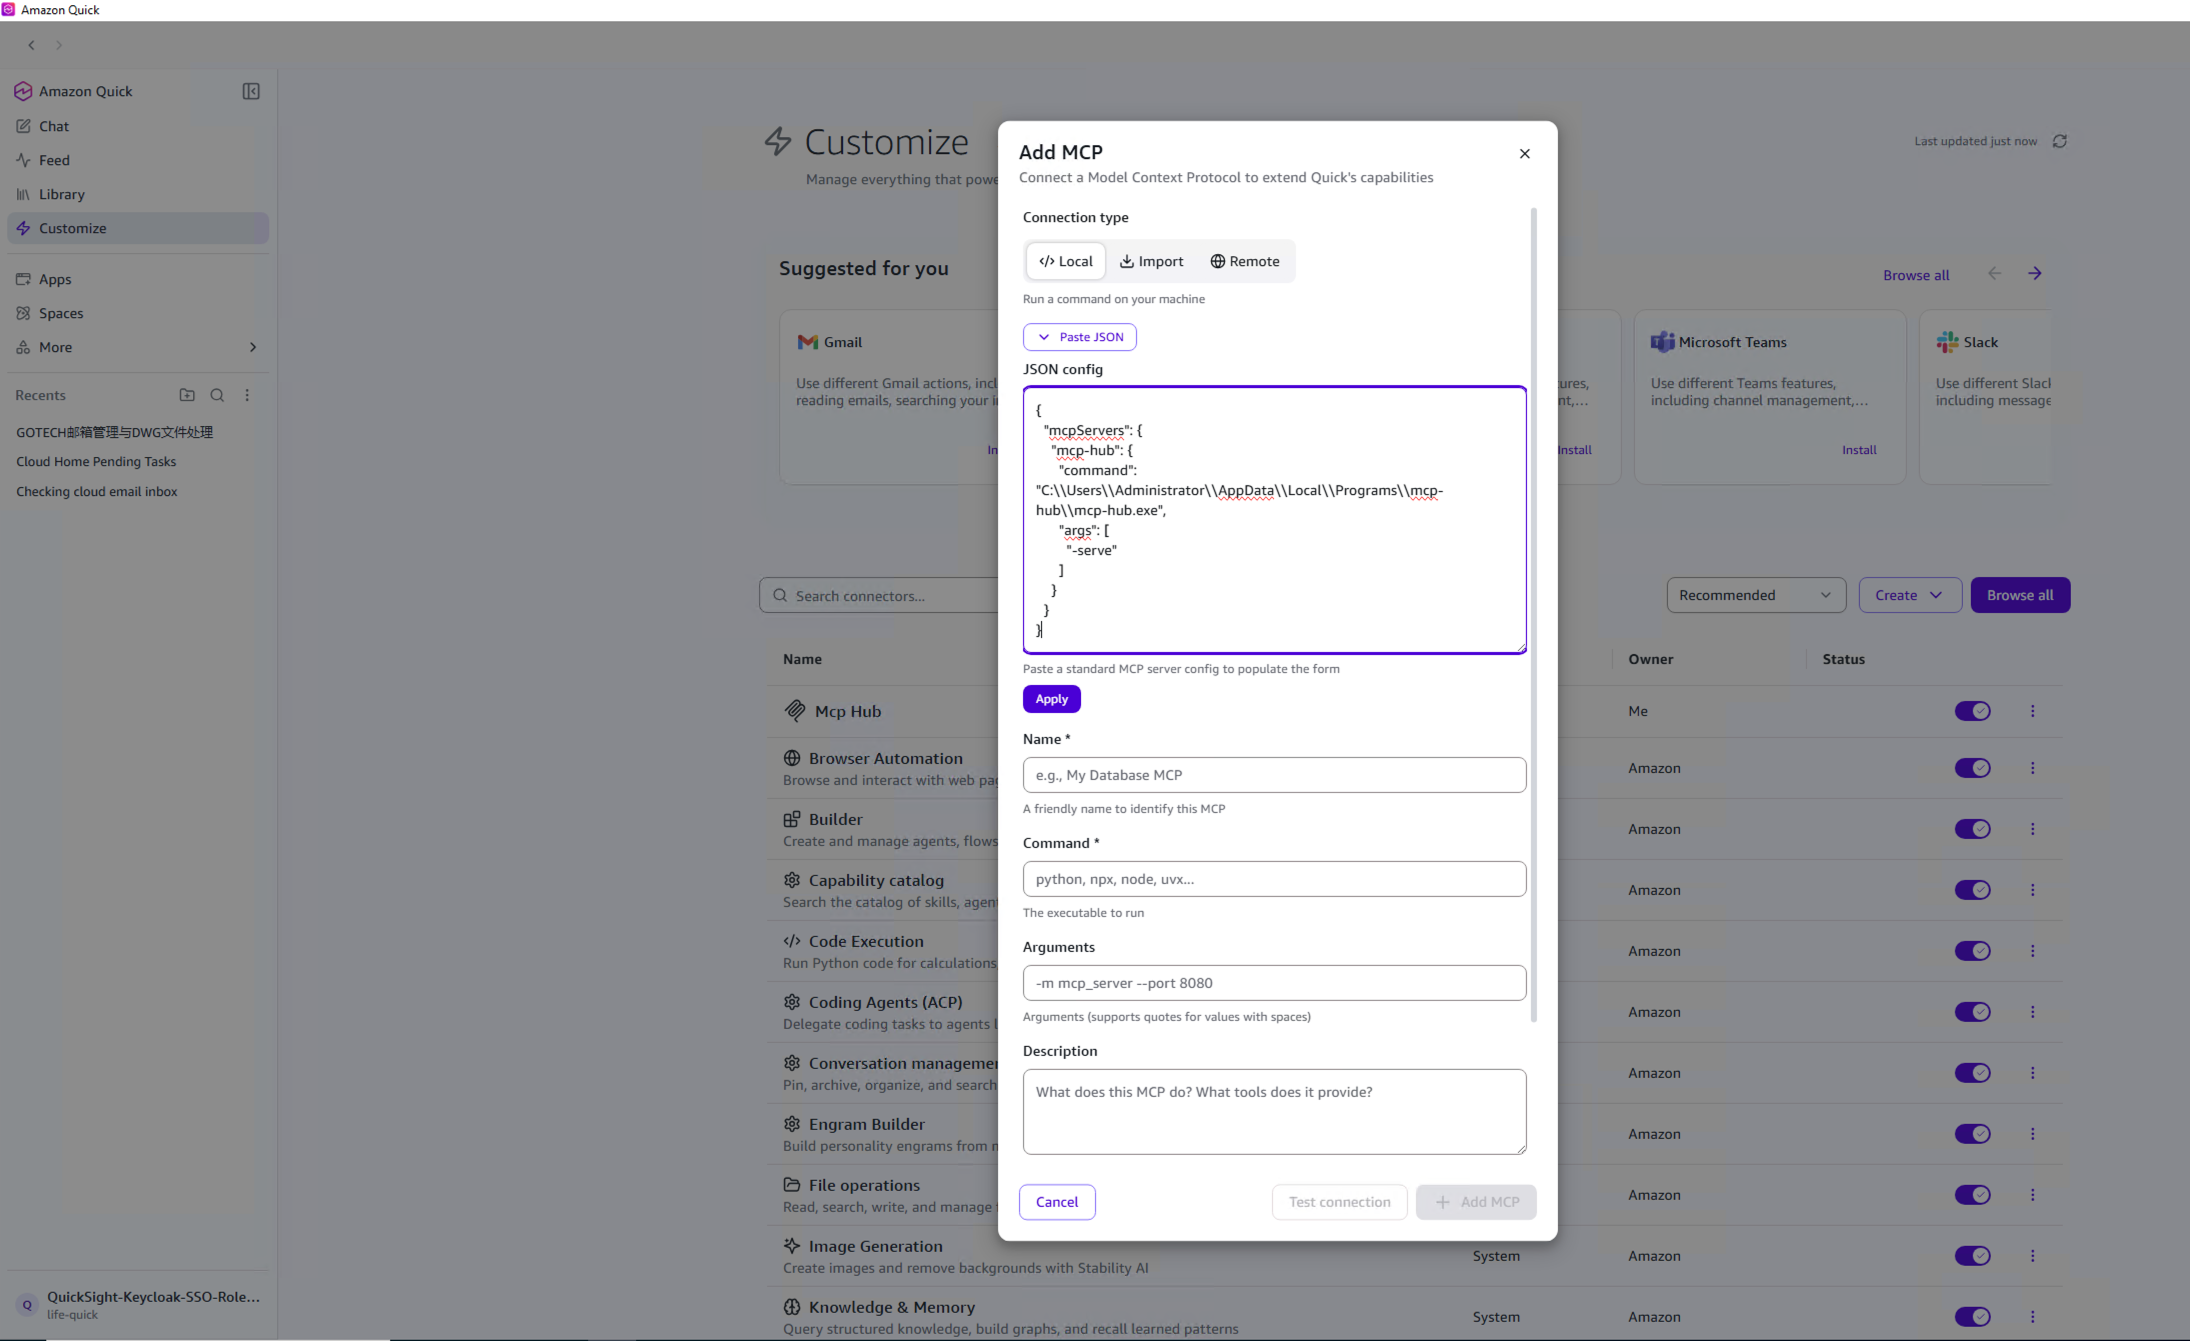 Amazon Quick
Amazon Quick
Chat
Feed
Library
Customize
Apps
Spaces
More
Recents
GOTECH邮箱管理与DWG文件处理
Cloud Home Pending Tasks
Checking cloud email inbox
Q
QuickSight-Keycloak-SSO-Role...
life-quick
Customize
Manage everything that powe
Last updated just now
Suggested for you
Browse all
Gmail
Use different Gmail actions, incl
reading emails, searching your i
In
ures,
nt,...
Install
Microsoft Teams
Use different Teams features,
including channel management,...
Install
Slack
Use different Slack
including message
Search connectors...
Recommended
Create
Browse all
Name
Owner
Status
Mcp Hub
Me
Browser Automation
Browse and interact with web pag
Amazon
Builder
Create and manage agents, flows
Amazon
Capability catalog
Search the catalog of skills, agen
Amazon
Code Execution
Run Python code for calculations,
Amazon
Coding Agents (ACP)
Delegate coding tasks to agents l
Amazon
Conversation managemen
Pin, archive, organize, and search
Amazon
Engram Builder
Build personality engrams from m
Amazon
File operations
Read, search, write, and manage f
Amazon
Image Generation
Create images and remove backgrounds with Stability AI
System
Amazon
Knowledge & Memory
Query structured knowledge, build graphs, and recall learned patterns
System
Amazon
Add MCP
Connect a Model Context Protocol to extend Quick's capabilities
Connection type
</> Local
Import
Remote
Run a command on your machine
Paste JSON
JSON config
{
"mcpServers": {
"mcp-hub": {
"command":
"C:\\Users\\Administrator\\AppData\\Local\\Programs\\mcp-
hub\\mcp-hub.exe",
"args": [
"-serve"
]
}
}
}
Paste a standard MCP server config to populate the form
Apply
Name *
e.g., My Database MCP
A friendly name to identify this MCP
Command *
python, npx, node, uvx...
The executable to run
Arguments
-m mcp_server --port 8080
Arguments (supports quotes for values with spaces)
Description
What does this MCP do? What tools does it provide?
Cancel
Test connection
+ Add MCP